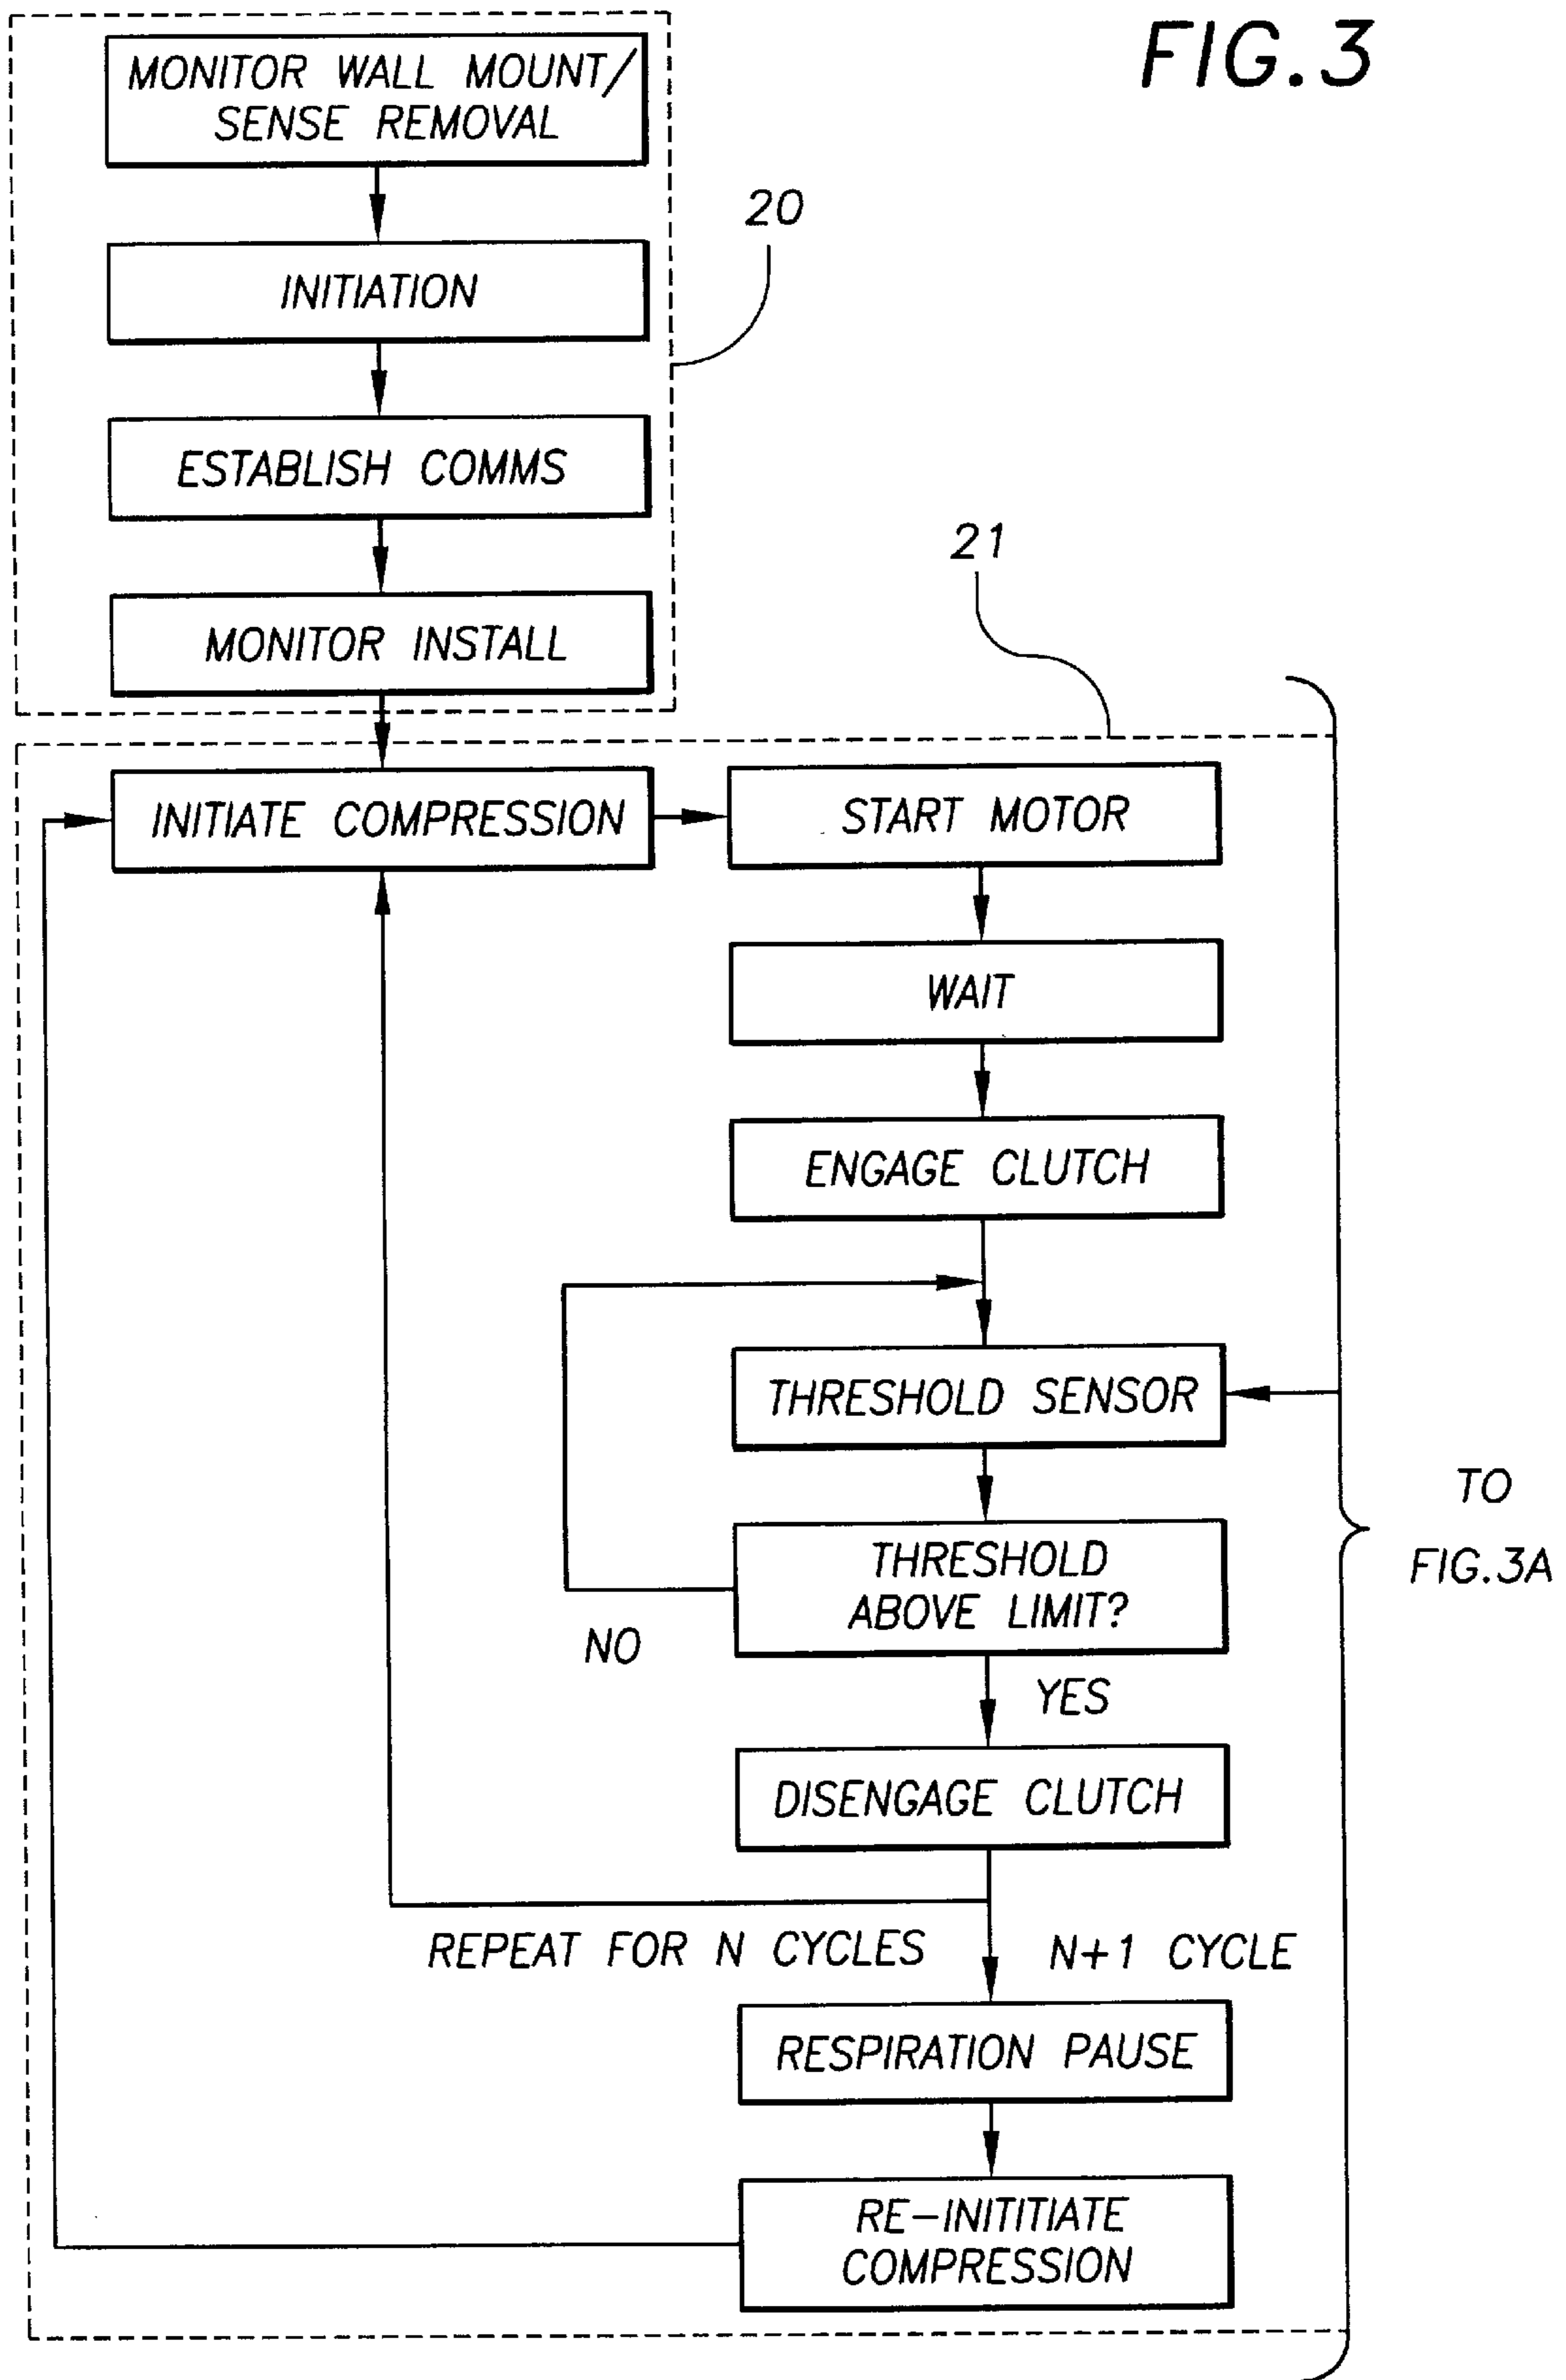 FIG.3
MONITOR WALL MOUNT/
SENSE REMOVAL
20
INITIATION
ESTABLISH COMMS
MONITOR INSTALL
21
INITIATE COMPRESSION
START MOTOR
WAIT
ENGAGE CLUTCH
THRESHOLD SENSOR
TO
FIG.3A
THRESHOLD
ABOVE LIMIT?
NO
YES
DISENGAGE CLUTCH
REPEAT FOR N CYCLES
N+1 CYCLE
RESPIRATION PAUSE
RE-INITITIATE
COMPRESSION